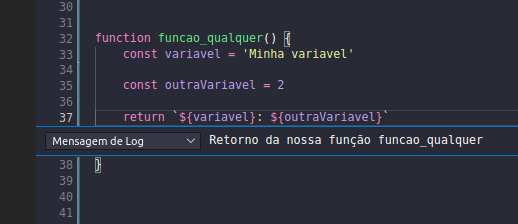 30
31
32 function funcao_qualquer() {
33 const variavel = 'Minha variavel'
34
35 const outraVariavel = 2
36
37 return `${variavel}: ${outraVariavel}`
Mensagem de Log Retorno da nossa função funcao_qualquer
38 }
39
40
41